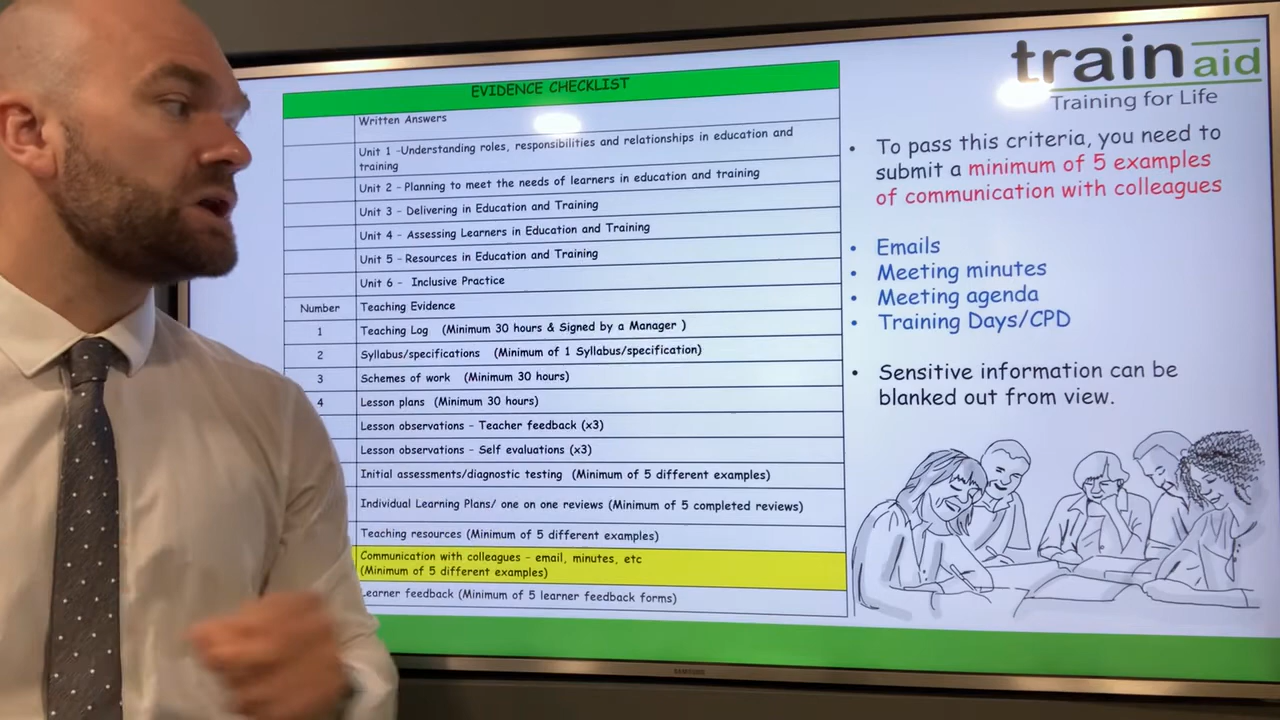 EVIDENCE CHECKLIST
Written Answers
Unit 1 -Understanding roles, responsibilities and relationships in education and
training
Unit 2 - Planning to meet the needs of learners in education and training
Unit 3 - Delivering in Education and Training
Unit 4 - Assessing Learners in Education and Training
Unit 5 - Resources in Education and Training
Unit 6 - Inclusive Practice
Number Teaching Evidence
1 Teaching Log (Minimum 30 hours & Signed by a Manager )
2 Syllabus/specifications (Minimum of 1 Syllabus/specification)
3 Schemes of work (Minimum 30 hours)
4 Lesson plans (Minimum 30 hours)
Lesson observations - Teacher feedback (x3)
Lesson observations - Self evaluations (x3)
Initial assessments/diagnostic testing (Minimum of 5 different examples)
Individual Learning Plans/ one on one reviews (Minimum of 5 completed reviews)
Teaching resources (Minimum of 5 different examples)
Communication with colleagues - email, minutes, etc
(Minimum of 5 different examples)
Learner feedback (Minimum of 5 learner feedback forms)
train aid
Training for Life
• To pass this criteria, you need to
submit a minimum of 5 examples
of communication with colleagues
• Emails
• Meeting minutes
• Meeting agenda
• Training Days/CPD
• Sensitive information can be
blanked out from view.
SAMSUNG